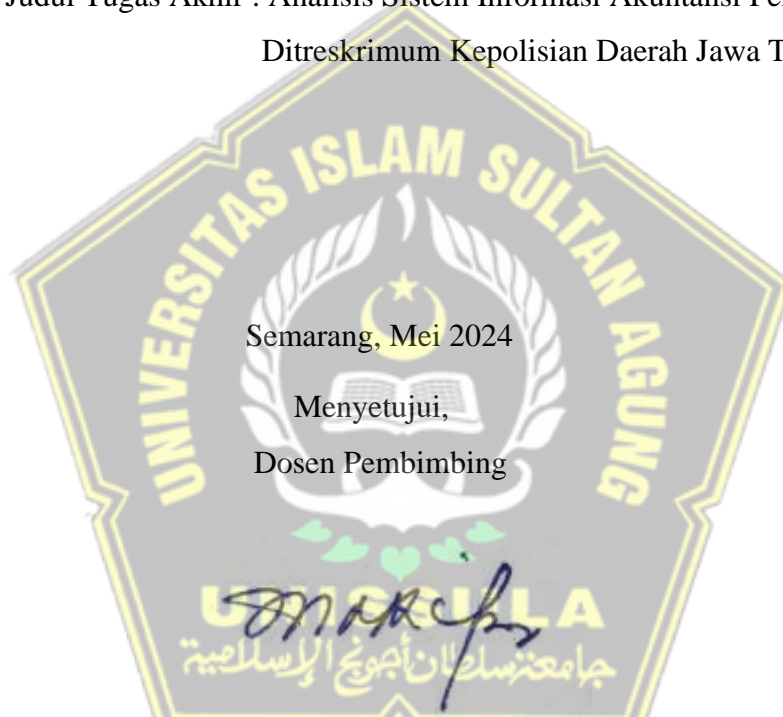 Judul Tugas Akhir : Analisis Sistem Informasi Akuntansi
Ditreskrimum Kepolisian Daerah Jawa T
UNIVERSITAS ISLAM SULTAN AGUNG
Semarang, Mei 2024
Menyetujui,
Dosen Pembimbing
UNISSULA
جامعة سلطان أجونج الإسلامية